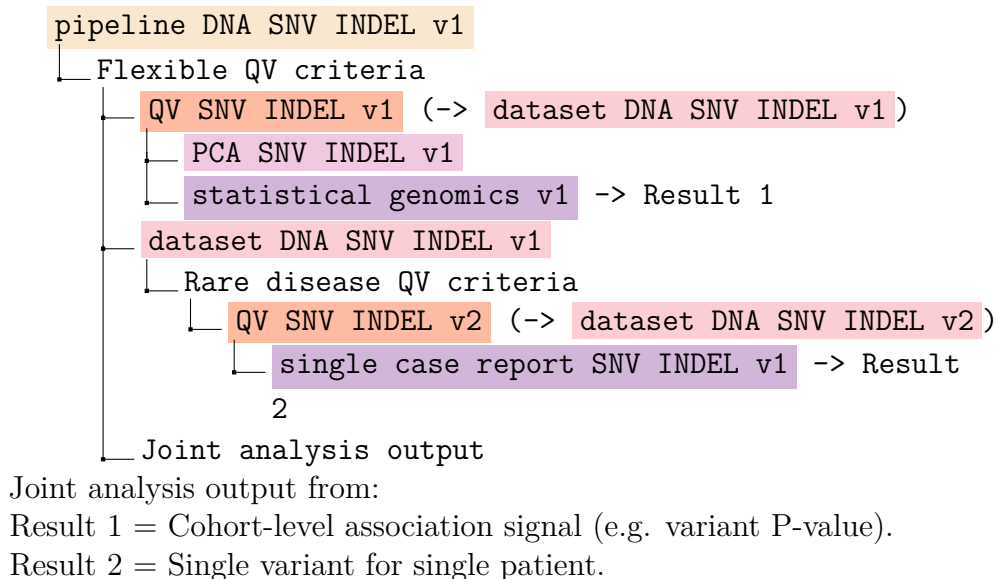 pipeline DNA SNV INDEL v1
Flexible QV criteria
QV SNV INDEL v1 (-> dataset DNA SNV INDEL v1)
PCA SNV INDEL v1
statistical genomics v1 -> Result 1
dataset DNA SNV INDEL v1
Rare disease QV criteria
QV SNV INDEL v2 (-> dataset DNA SNV INDEL v2)
single case report SNV INDEL v1 -> Result
2
Joint analysis output
Joint analysis output from:
Result 1 = Cohort-level association signal (e.g. variant P-value).
Result 2 = Single variant for single patient.